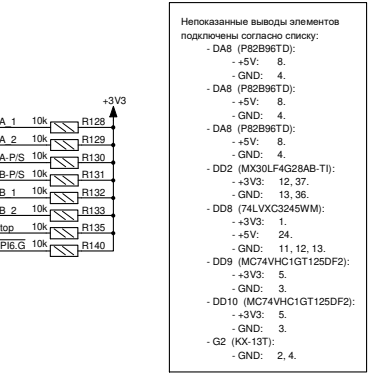 +3V3
A_1 10k R128
A_2 10k R129
A-P/S 10k R130
B-P/S 10k R131
B_1 10k R132
B_2 10k R133
top 10k R135
PI6.G 10k R140
Непоказанные выводы элементов
подключены согласно списку:
- DA8 (P82B96TD):
- +5V: 8.
- GND: 4.
- DA8 (P82B96TD):
- +5V: 8.
- GND: 4.
- DA8 (P82B96TD):
- +5V: 8.
- GND: 4.
- DD2 (MX30LF4G28AB-TI):
- +3V3: 12, 37.
- GND: 13, 36.
- DD8 (74LVXC3245WM):
- +3V3: 1.
- +5V: 24.
- GND: 11, 12, 13.
- DD9 (MC74VHC1GT125DF2):
- +3V3: 5.
- GND: 3.
- DD10 (MC74VHC1GT125DF2):
- +3V3: 5.
- GND: 3.
- G2 (KX-13T):
- GND: 2, 4.